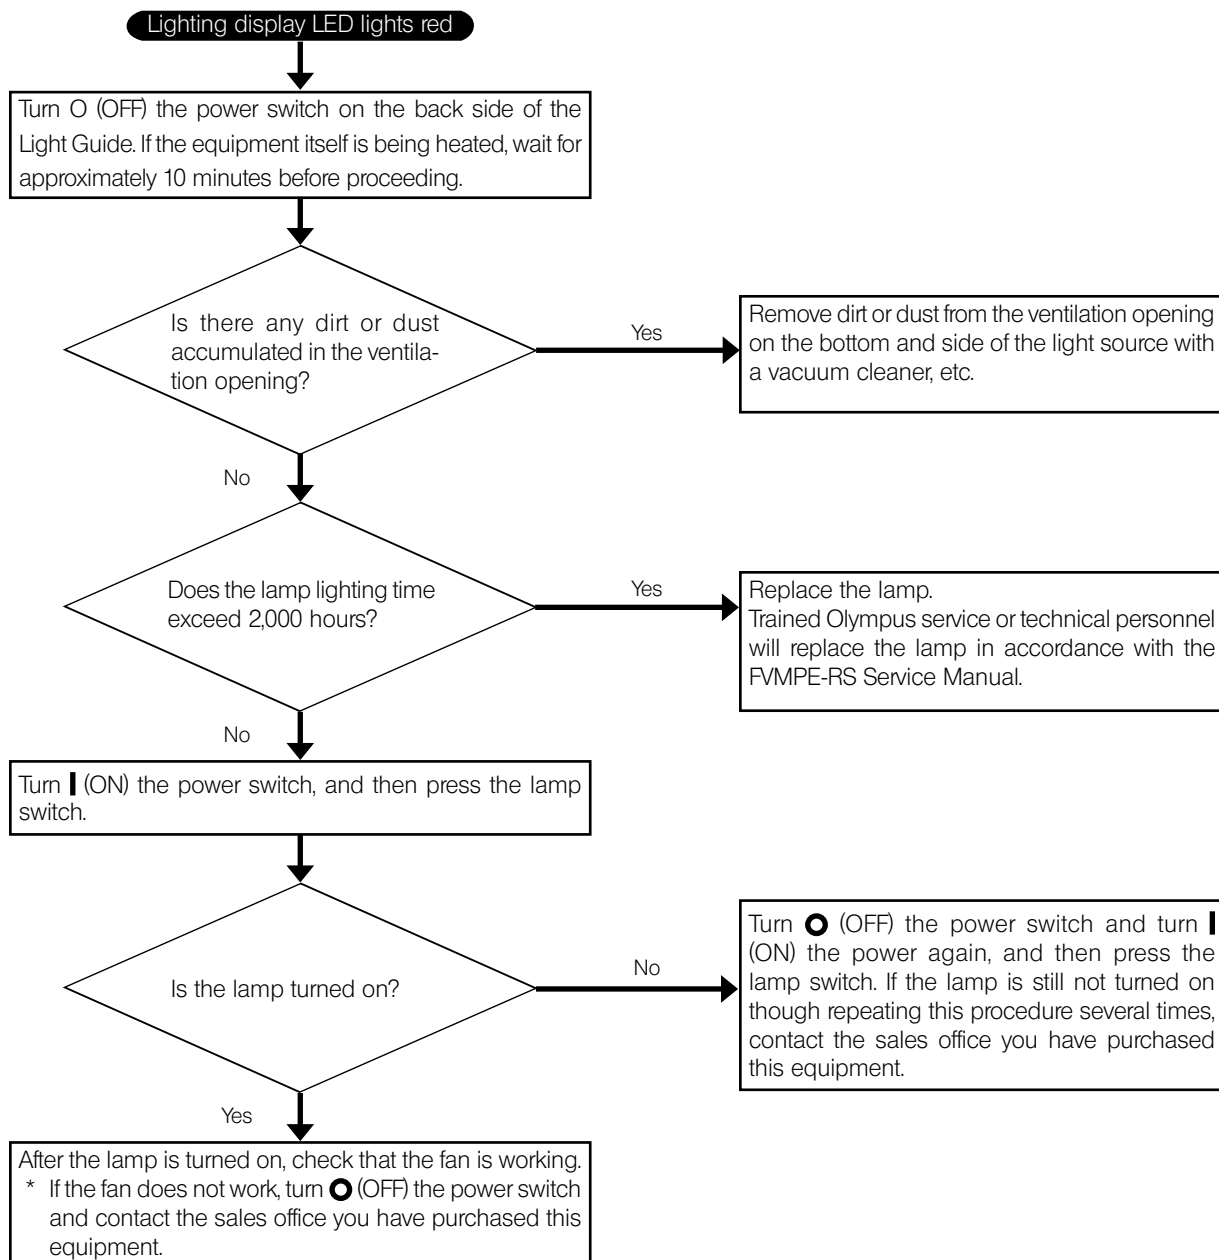 Lighting display LED lights red
Turn O (OFF) the power switch on the back side of the
Light Guide. If the equipment itself is being heated, wait for
approximately 10 minutes before proceeding.
Is there any dirt or dust
accumulated in the ventila-
tion opening?
Yes
Remove dirt or dust from the ventilation opening
on the bottom and side of the light source with
a vacuum cleaner, etc.
No
Does the lamp lighting time
exceed 2,000 hours?
Yes
Replace the lamp.
Trained Olympus service or technical personnel
will replace the lamp in accordance with the
FVMPE-RS Service Manual.
No
Turn I (ON) the power switch, and then press the lamp
switch.
Is the lamp turned on?
No
Turn O (OFF) the power switch and turn I
(ON) the power again, and then press the
lamp switch. If the lamp is still not turned on
though repeating this procedure several times,
contact the sales office you have purchased
this equipment.
Yes
After the lamp is turned on, check that the fan is working.
* If the fan does not work, turn O (OFF) the power switch
and contact the sales office you have purchased this
equipment.